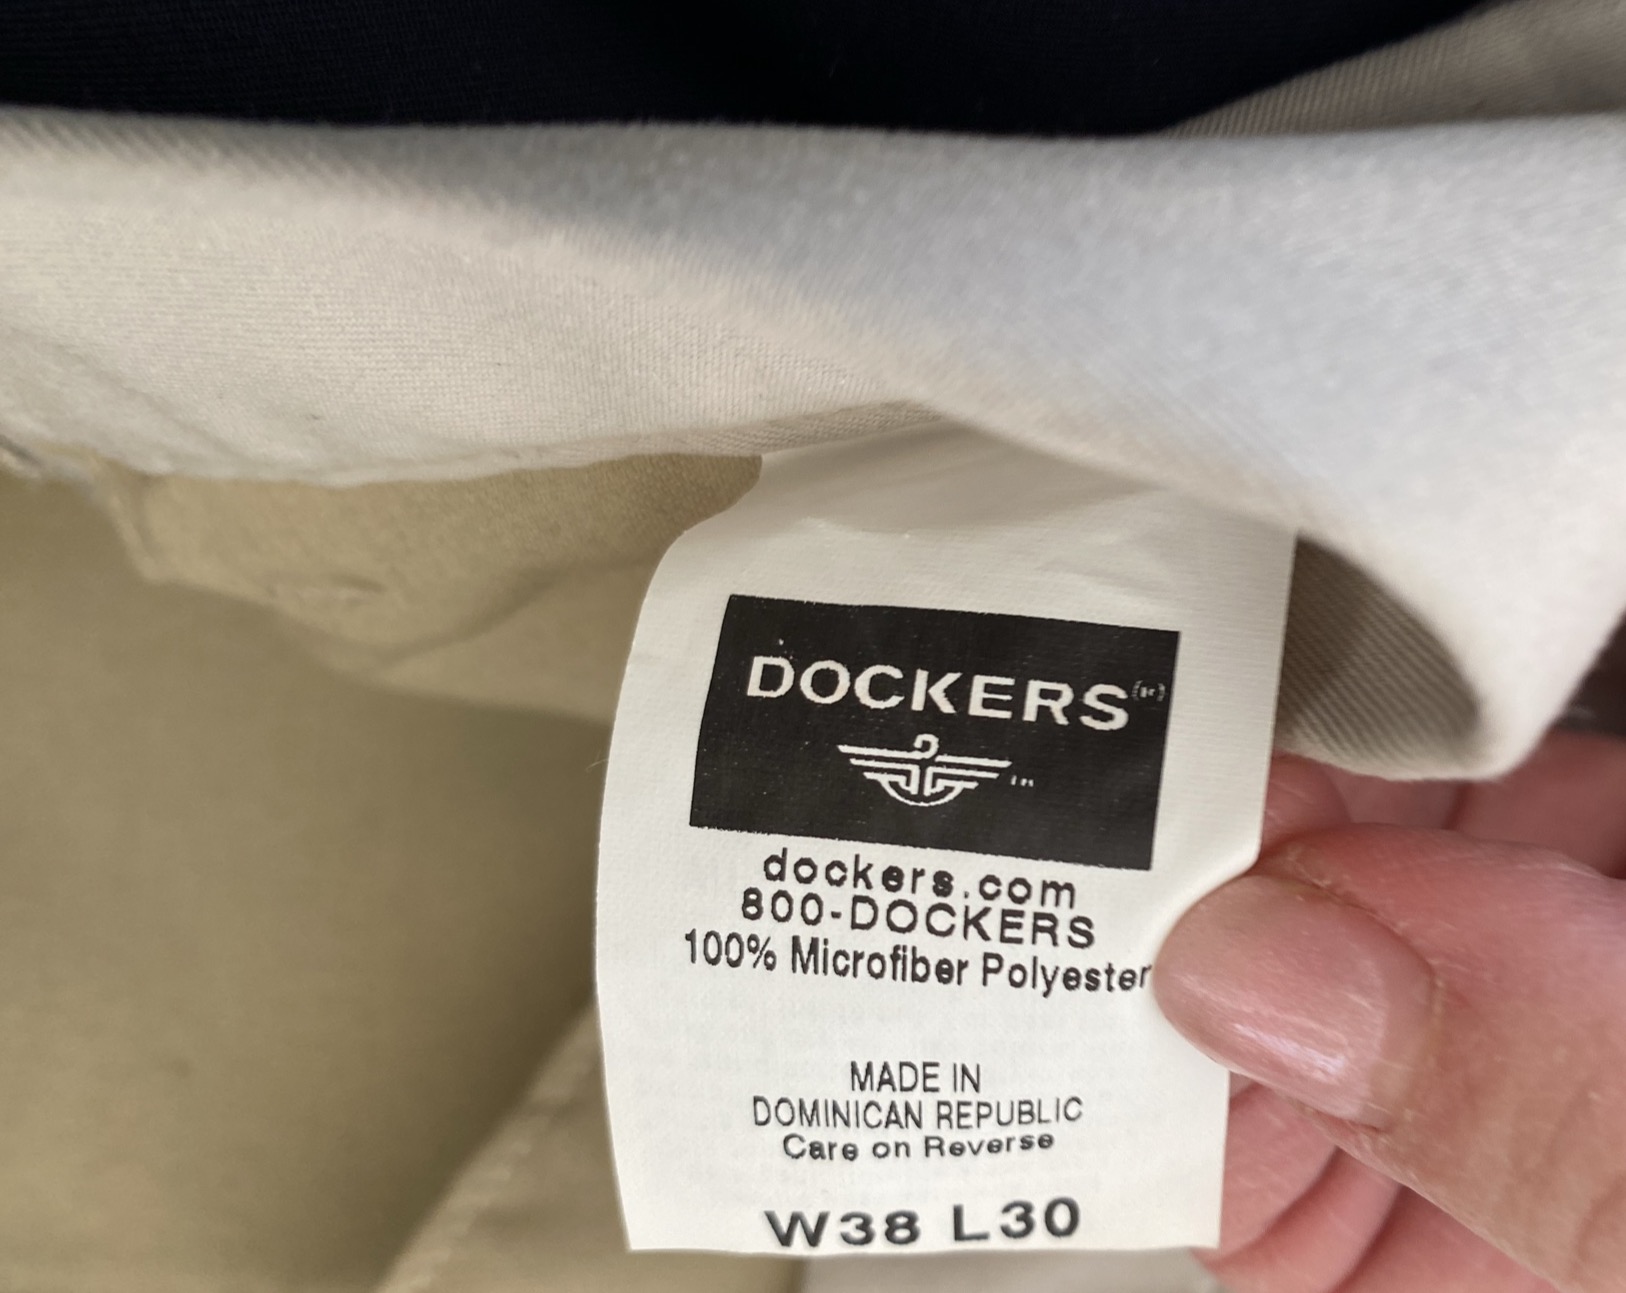 DOCKERS
dockers.com
800-DOCKERS
100% Microfiber Polyester
MADE IN
DOMINICAN REPUBLIC
Care on Reverse
W38 L30